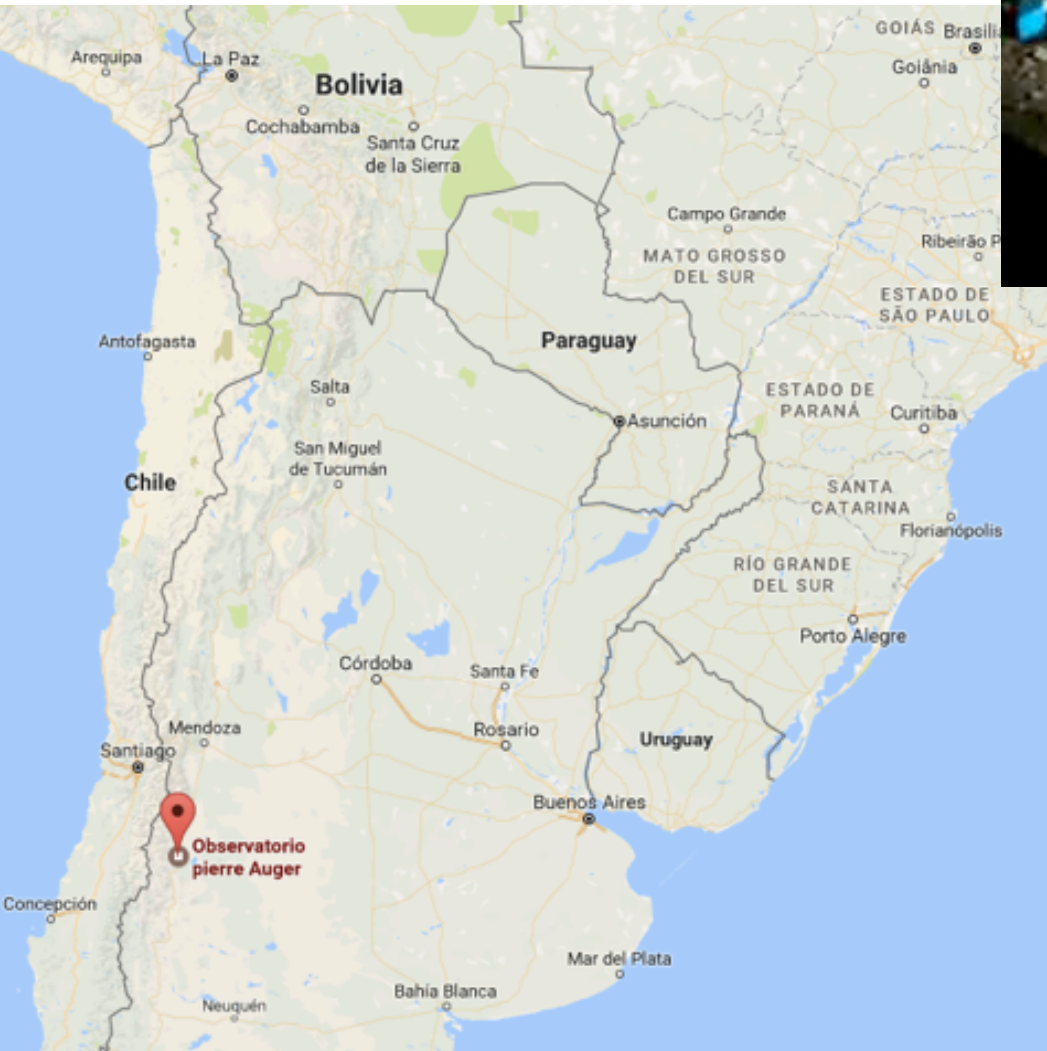 GOIÁS
Brasili
Goiânia
Arequipa
La Paz
Bolivia
Cochabamba
Santa Cruz
de la Sierra
Campo Grande
MATO GROSSO
DEL SUR
Ribeirão P
ESTADO DE
SÃO PAULO
Antofagasta
Paraguay
Salta
ESTADO DE
PARANÁ
Curitiba
Asunción
San Miguel
de Tucumán
Chile
SANTA
CATARINA
Florianópolis
RÍO GRANDE
DEL SUR
Porto Alegre
Córdoba
Santa Fe
Mendoza
Rosario
Santiago
Uruguay
Buenos Aires
Observatorio
pierre Auger
Concepción
Mar del Plata
Bahía Blanca
Neuquén